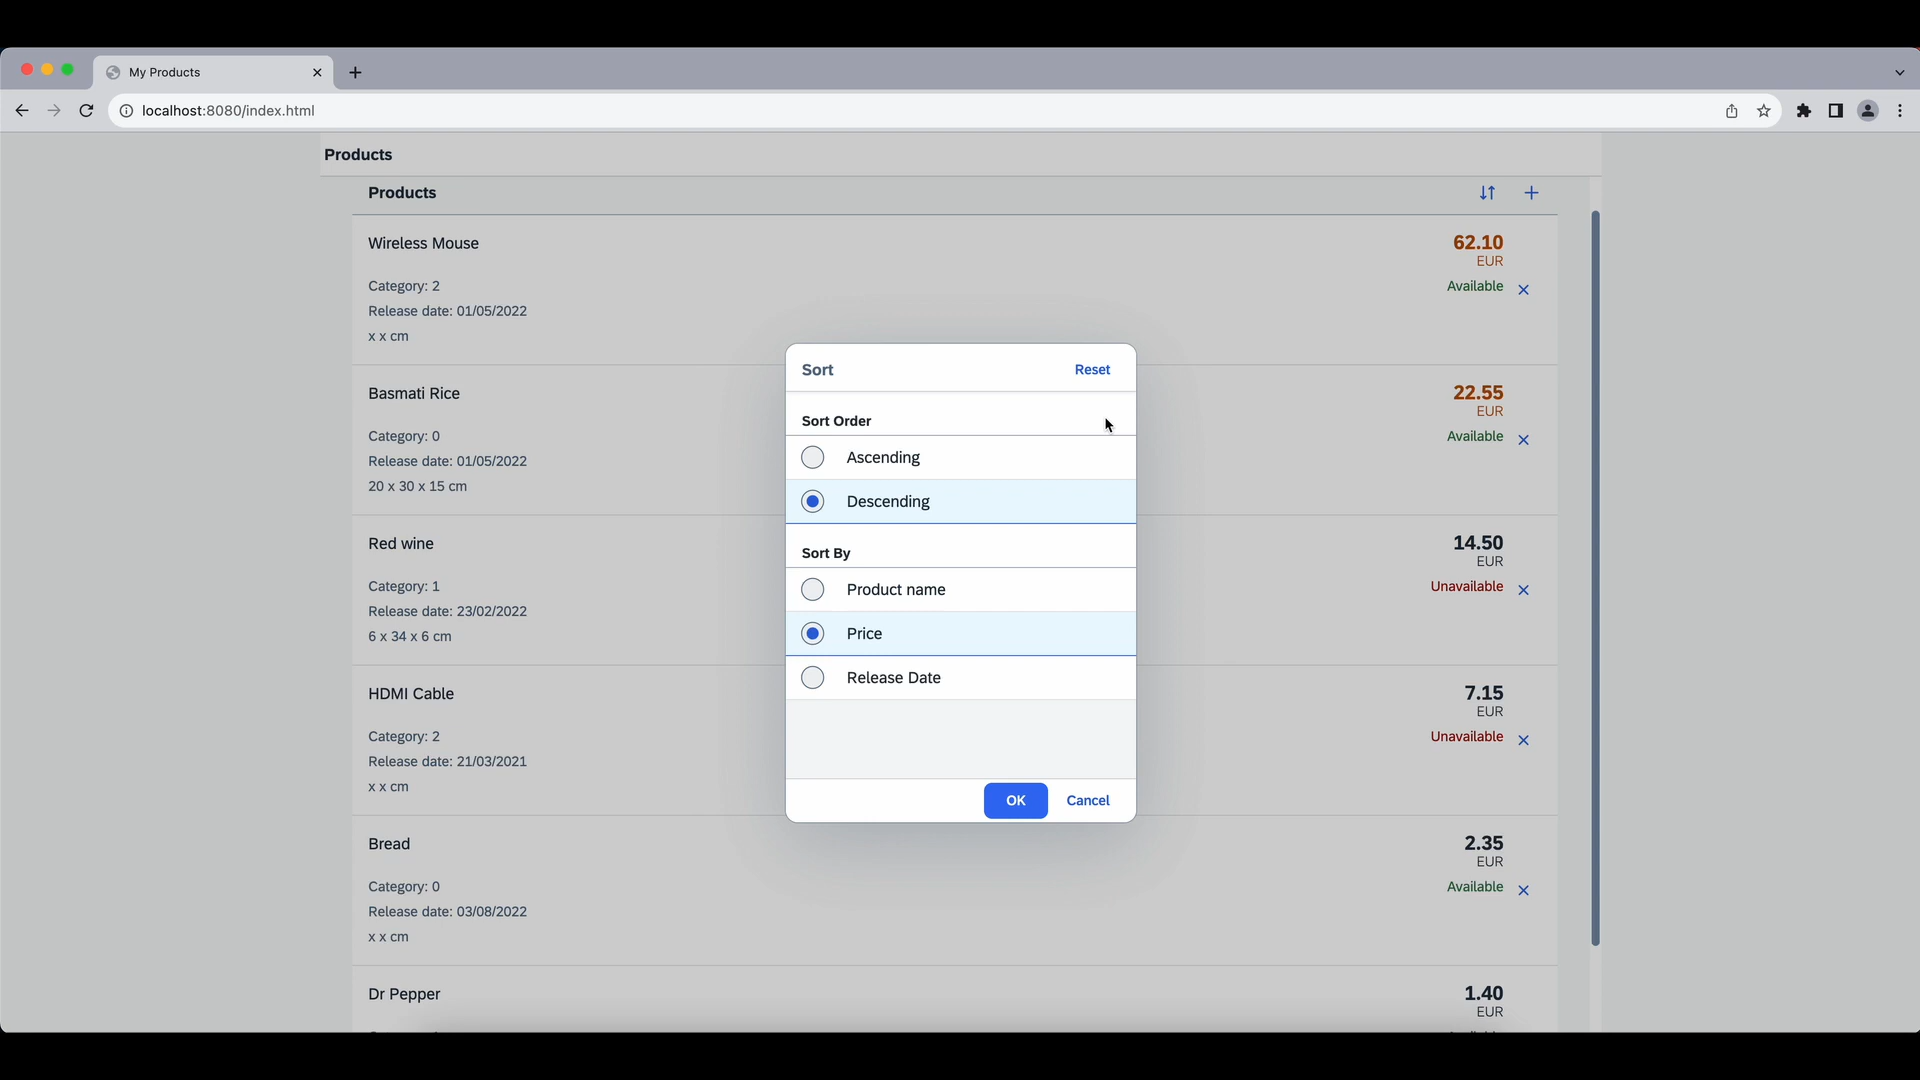 My Products
localhost:8080/index.html
Products
Products
Wireless Mouse
62.10
EUR
Category: 2
Available
Release date: 01/05/2022
x x cm
Basmati Rice
22.55
EUR
Category: 0
Available
Release date: 01/05/2022
20 x 30 x 15 cm
Red wine
14.50
EUR
Category: 1
Unavailable
Release date: 23/02/2022
6 x 34 x 6 cm
HDMI Cable
7.15
EUR
Category: 2
Unavailable
Release date: 21/03/2021
x x cm
Bread
2.35
EUR
Category: 0
Available
Release date: 03/08/2022
x x cm
Dr Pepper
1.40
EUR
Sort
Reset
Sort Order
Ascending
Descending
Sort By
Product name
Price
Release Date
OK
Cancel